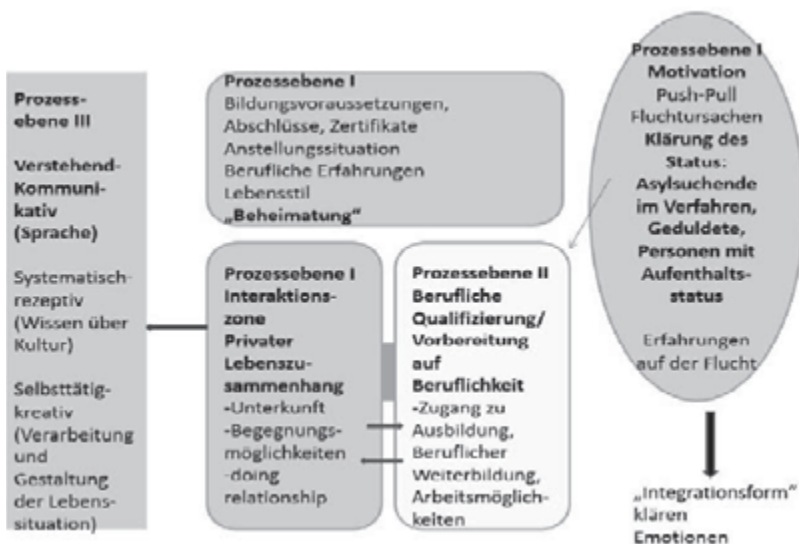 Prozess-
ebene III
Verstehend-
Kommuni-
kativ
(Sprache)
Systematisch-
rezeptiv
(Wissen über
Kultur)
Selbsttätig-
kreativ
(Verarbeitung
und
Gestaltung
der Lebens-
situation)
Prozessebene I
Bildungsvoraussetzungen,
Abschlüsse, Zertifikate
Anstellungssituation
Berufliche Erfahrungen
Lebensstil
„Beheimatung“
Prozessebene I
Interaktions-
zone
Privater
Lebenszu-
sammenhang
-Unterkunft
-Begegnungs-
möglichkeiten
-doing
relationship
Prozessebene II
Berufliche
Qualifizierung/
Vorbereitung
auf
Beruflichkeit
-Zugang zu
Ausbildung,
Beruflicher
Weiterbildung,
Arbeitsmöglich-
keiten
Prozessebene I
Motivation
Push-Pull
Fluchtursachen
Klärung des
Status:
Asylsuchende
im Verfahren,
Geduldete,
Personen mit
Aufenthalts-
status
Erfahrungen
auf der Flucht
„Integrationsform“
klären
Emotionen